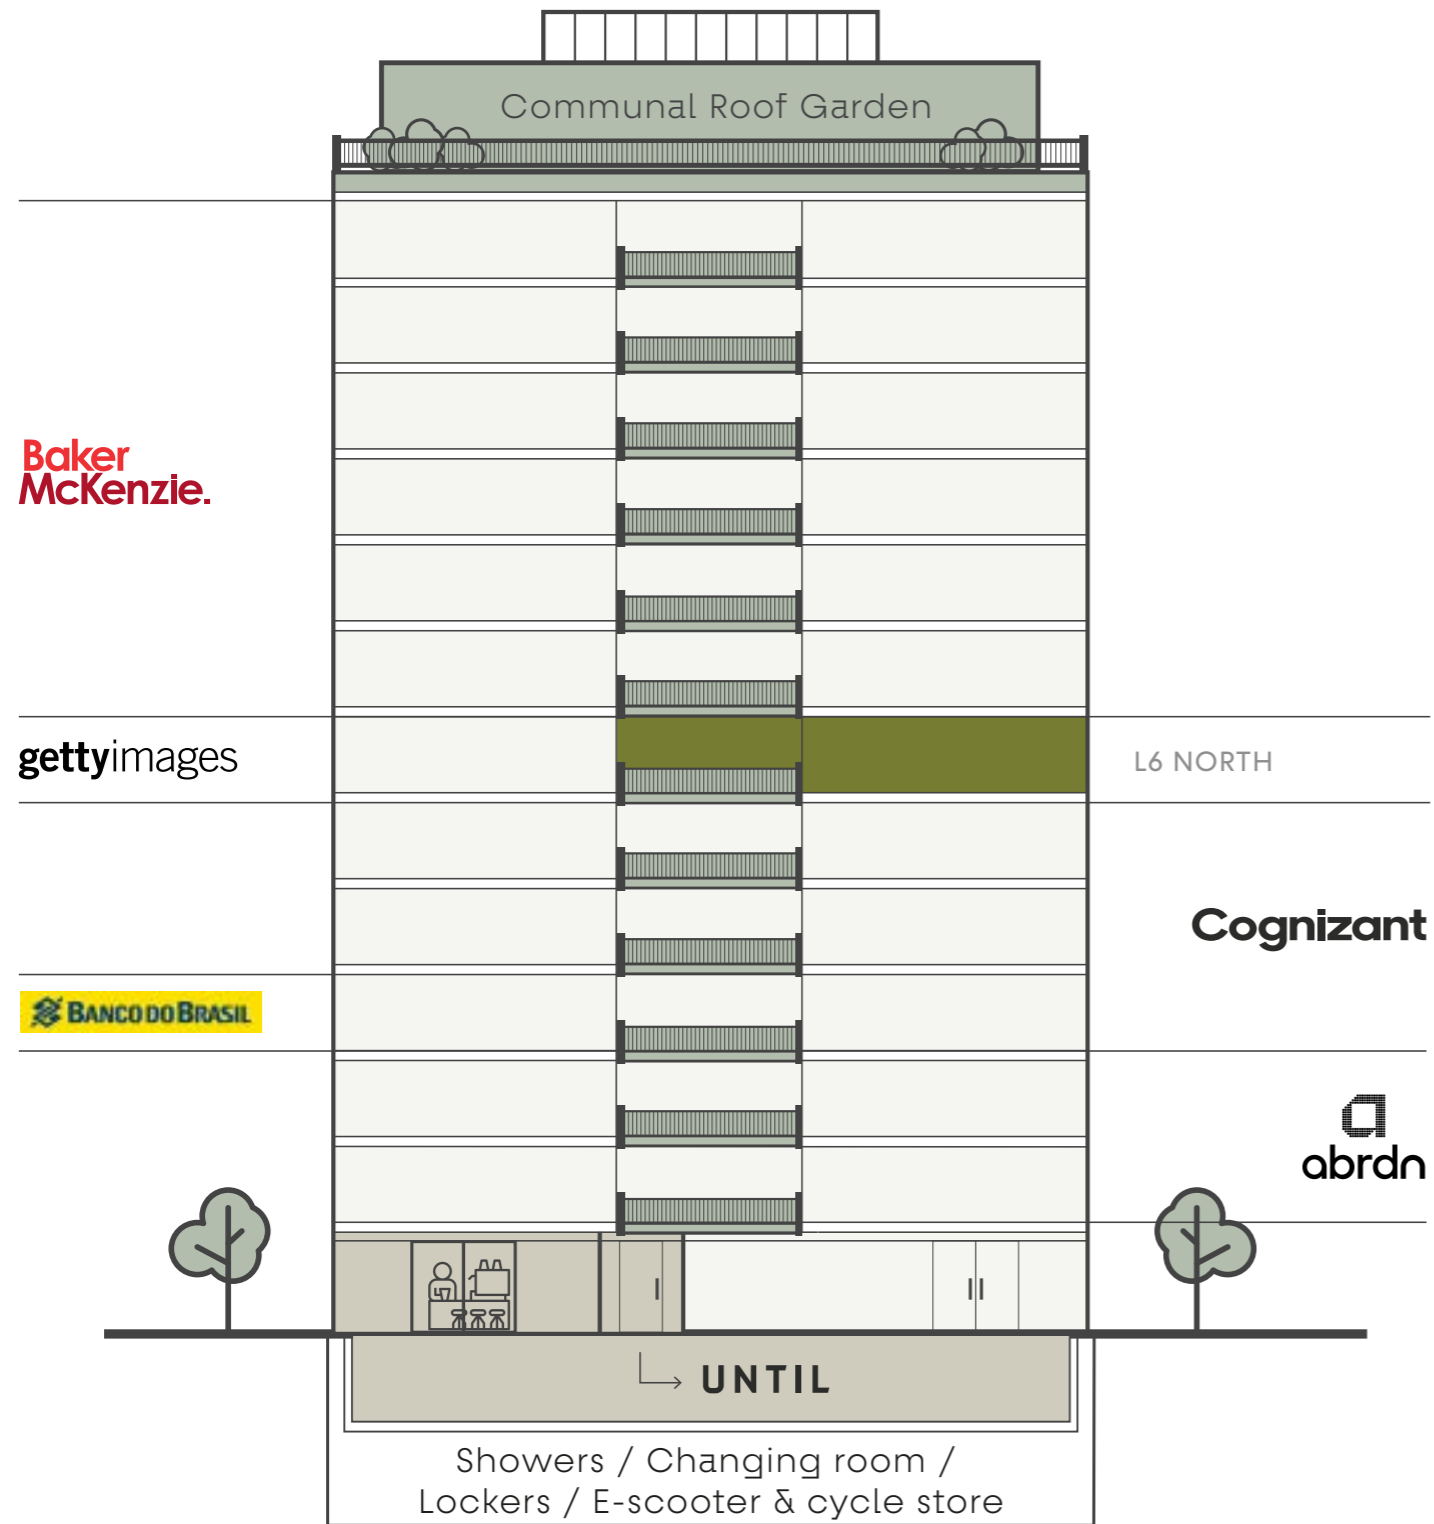 Communal Roof Garden
Baker
McKenzie.
gettyimages
L6 NORTH
Cognizant
BANCO DO BRASIL
a
abrdn
UNTIL
Showers / Changing room /
Lockers / E-scooter & cycle store